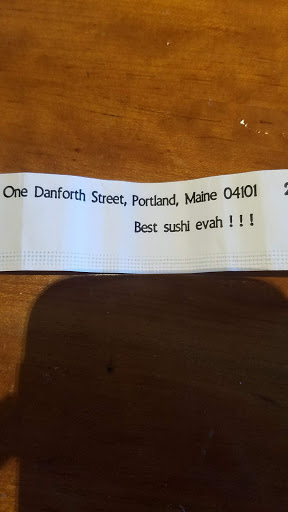 One Danforth Street, Portland, Maine 04101
Best sushi evah ! ! !